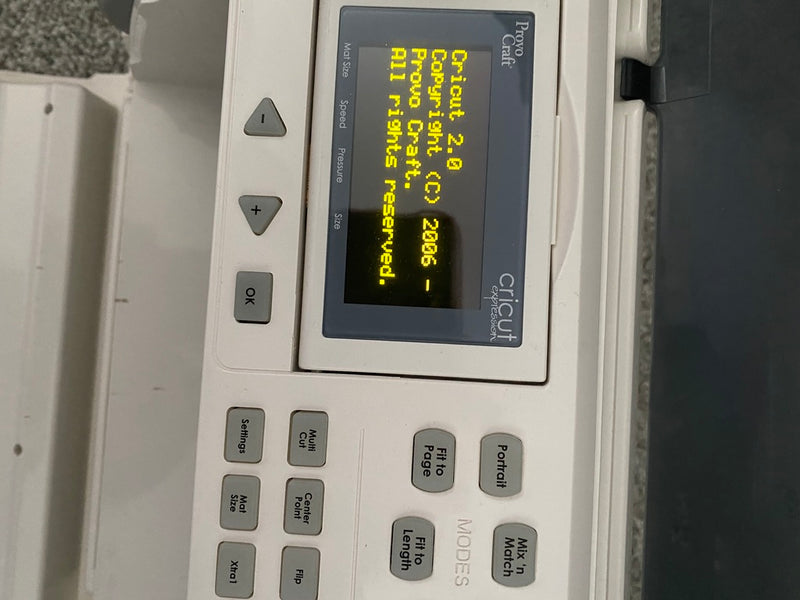 Provo
Craft
cricut
expression
Cricut 2.0
Copyright (C) 2006 -
Provo Craft.
All rights reserved.
Mat Size
Speed
Pressure
Size
-
+
OK
Portrait
Mix 'n
Match
Fit to
Page
Fit to
Length
MODES
Multi
Cut
Center
Point
Flip
Settings
Mat
Size
Xtra1